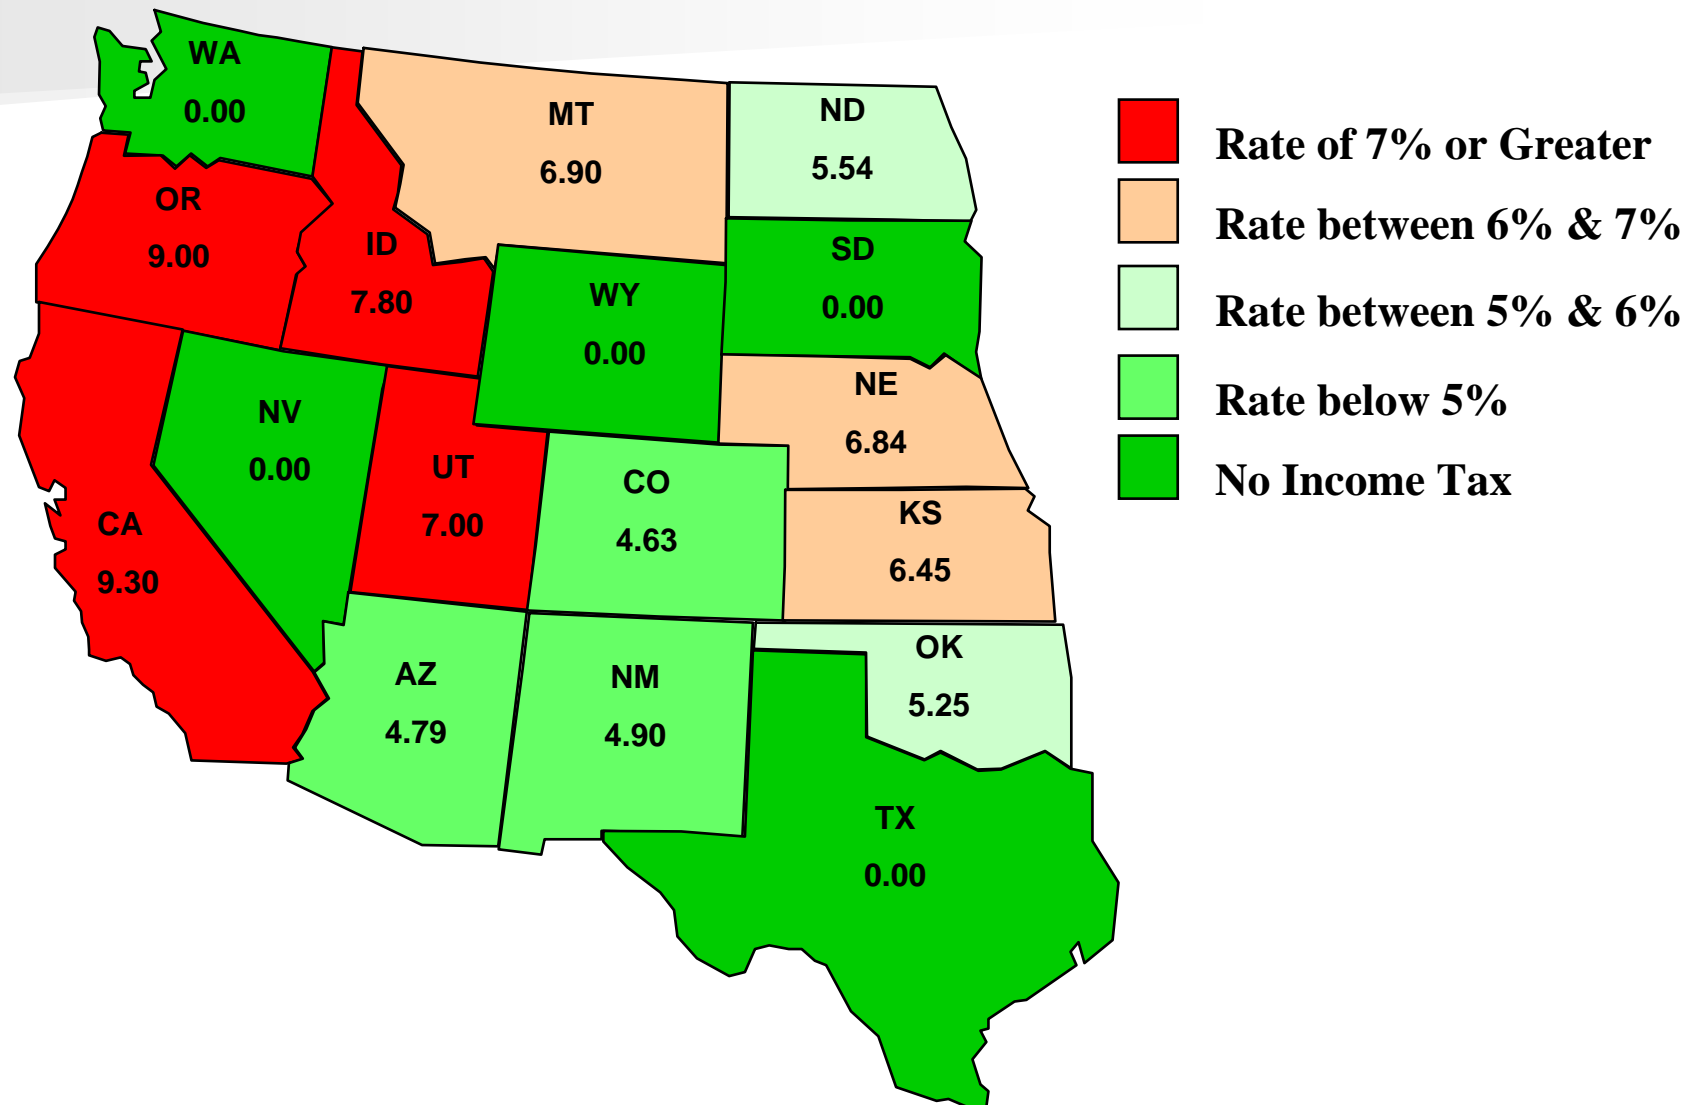 WA
0.00
MT
6.90
ND
5.54
OR
9.00
ID
7.80
WY
0.00
SD
0.00
NV
0.00
UT
7.00
CO
4.63
NE
6.84
KS
6.45
CA
9.30
AZ
4.79
NM
4.90
OK
5.25
TX
0.00
Rate of 7% or Greater
Rate between 6% & 7%
Rate between 5% & 6%
Rate below 5%
No Income Tax